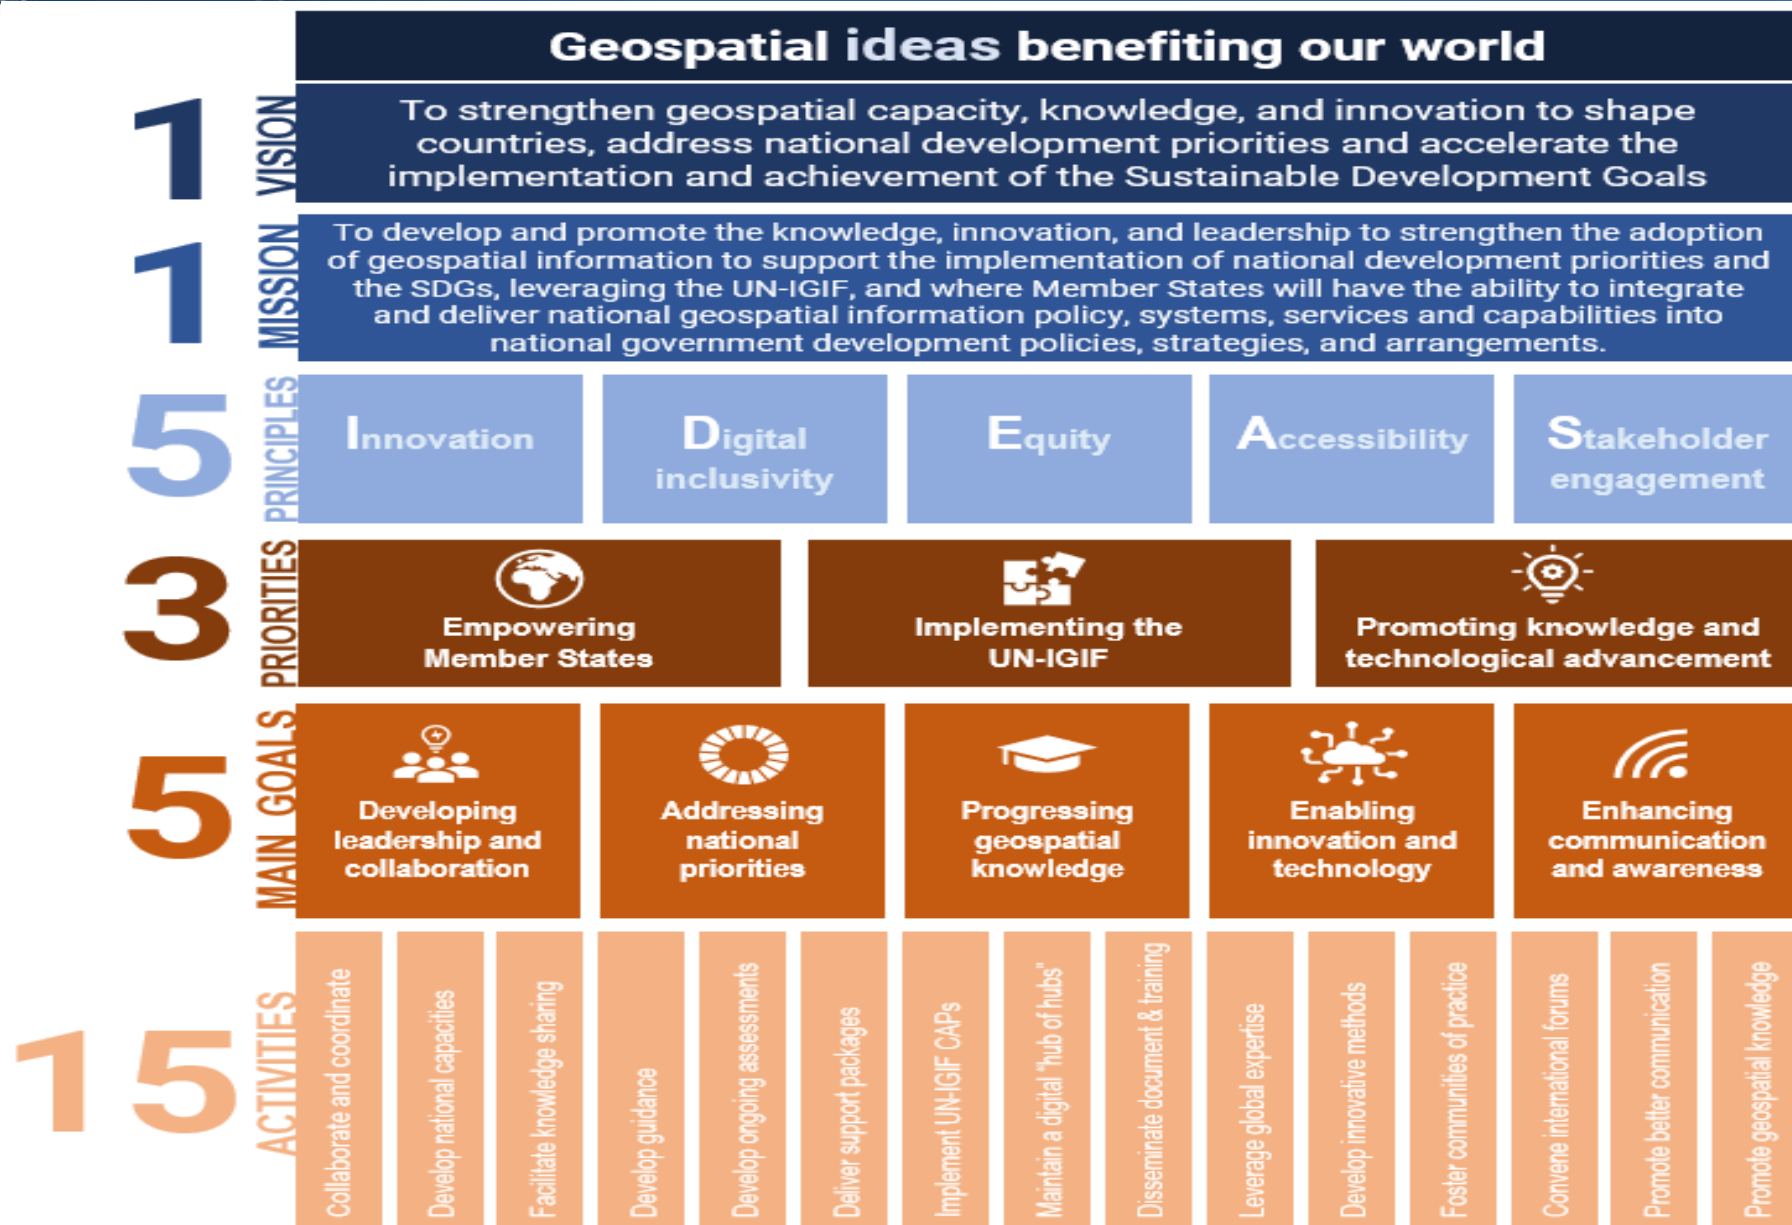 Geospatial ideas benefiting our world
1
VISION
To strengthen geospatial capacity, knowledge, and innovation to shape
countries, address national development priorities and accelerate the
implementation and achievement of the Sustainable Development Goals
1
MISSION
To develop and promote the knowledge, innovation, and leadership to strengthen the adoption
of geospatial information to support the implementation of national development priorities and
the SDGs, leveraging the UN-IGIF, and where Member States will have the ability to integrate
and deliver national geospatial information policy, systems, services and capabilities into
national government development policies, strategies, and arrangements.
5
PRINCIPLES
Innovation
Digital
inclusivity
Equity
Accessibility
Stakeholder
engagement
3
PRIORITIES
Empowering
Member States
Implementing the
UN-IGIF
Promoting knowledge and
technological advancement
5
MAIN GOALS
Developing
leadership and
collaboration
Addressing
national
priorities
Progressing
geospatial
knowledge
Enabling
innovation and
technology
Enhancing
communication
and awareness
15
ACTIVITIES
Collaborate and coordinate
Develop national capacities
Facilitate knowledge sharing
Develop guidance
Develop ongoing assessments
Deliver support packages
Implement UN-IGIF CAPs
Maintain a digital "hub of hubs"
Disseminate document & training
Leverage global expertise
Develop innovative methods
Foster communities of practice
Convene international forums
Promote better communication
Promote geospatial knowledge